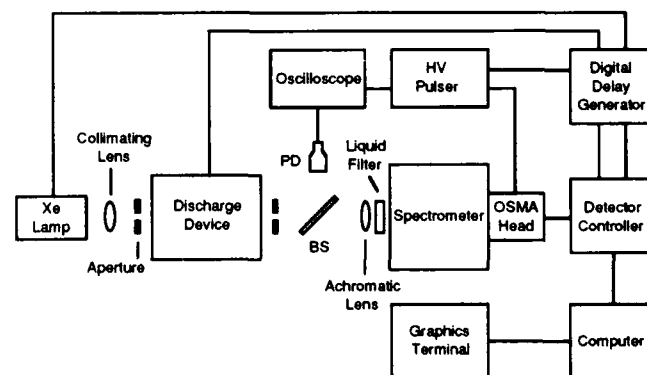 Oscilloscope
HV
Pulser
Digital
Delay
Generator
Collimating
Lens
PD
Liquid
Filter
Xe
Lamp
Discharge
Device
Spectrometer
OSMA
Head
Detector
Controller
Aperture
BS
Achromatic
Lens
Graphics
Terminal
Computer